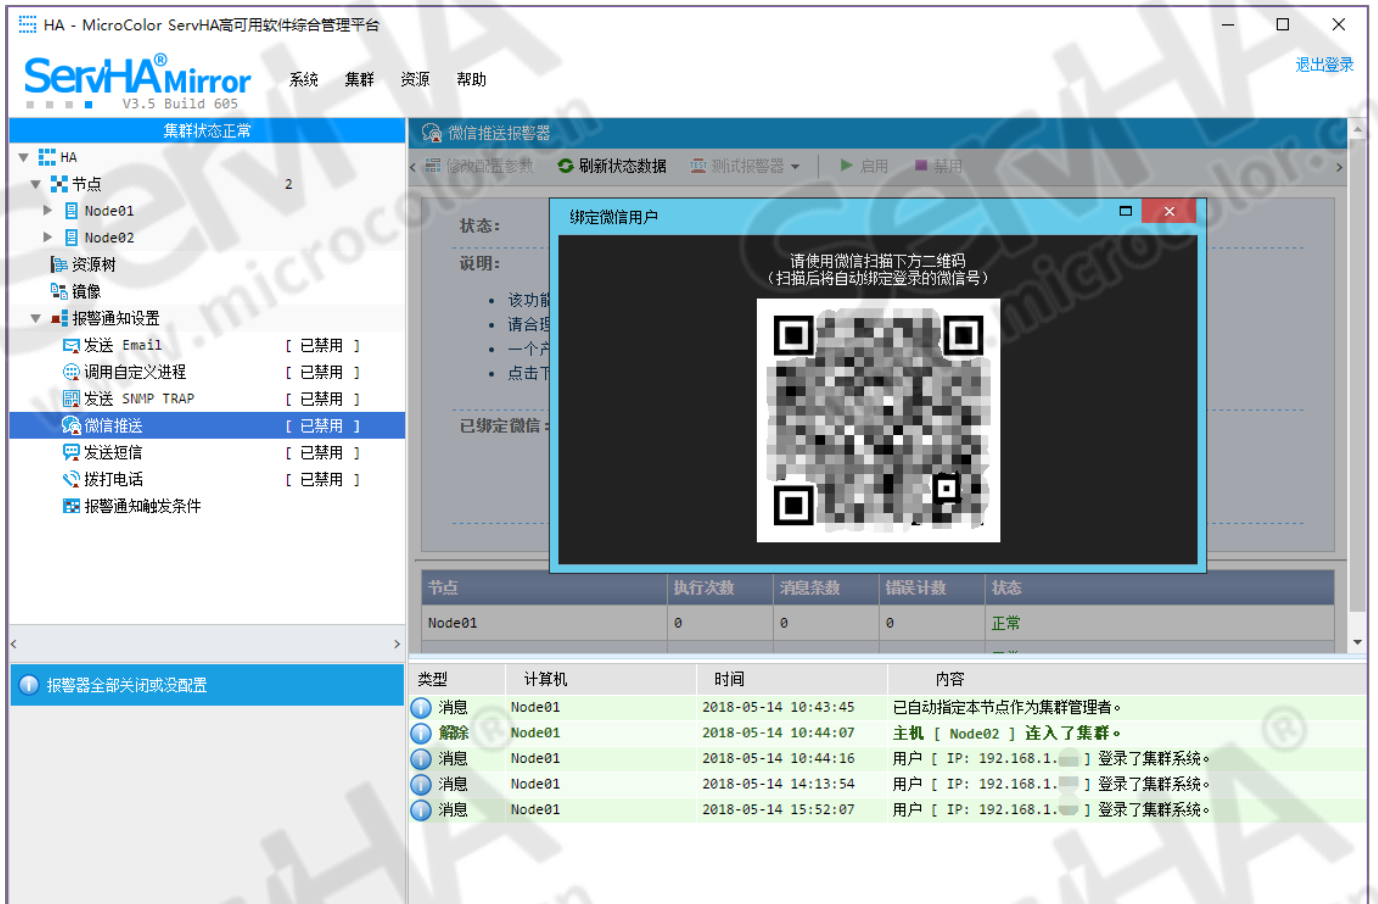 HA - MicroColor ServHA高可用软件综合管理平台
退出登录
ServHA® Mirror
V3.5 Build 605
系统 集群 资源 帮助
集群状态正常
HA
节点 2
Node01
Node02
资源树
镜像
报警通知设置
发送 Email [ 已禁用 ]
调用自定义进程 [ 已禁用 ]
发送 SNMP TRAP [ 已禁用 ]
微信推送 [ 已禁用 ]
发送短信 [ 已禁用 ]
拨打电话 [ 已禁用 ]
报警通知触发条件
报警器全部关闭或没配置
微信推送报警器
修改配置参数 刷新状态数据 TEST 测试报警器 启用 禁用
状态:
说明:
• 该功能
• 请合理
• 一个产
• 点击下
已绑定微信:
绑定微信用户
请使用微信扫描下方二维码
(扫描后将自动绑定登录的微信号)
节点 执行次数 消息条数 错误计数 状态
Node01 0 0 0 正常
类型 计算机 时间 内容
消息 Node01 2018-05-14 10:43:45 已自动指定本节点作为集群管理者。
解除 Node01 2018-05-14 10:44:07 主机 [ Node02 ] 连入了集群。
消息 Node01 2018-05-14 10:44:16 用户 [ IP: 192.168.1. ] 登录了集群系统。
消息 Node01 2018-05-14 14:13:54 用户 [ IP: 192.168.1. ] 登录了集群系统。
消息 Node01 2018-05-14 15:52:07 用户 [ IP: 192.168.1. ] 登录了集群系统。
ServHA®
www.microcolor.cn